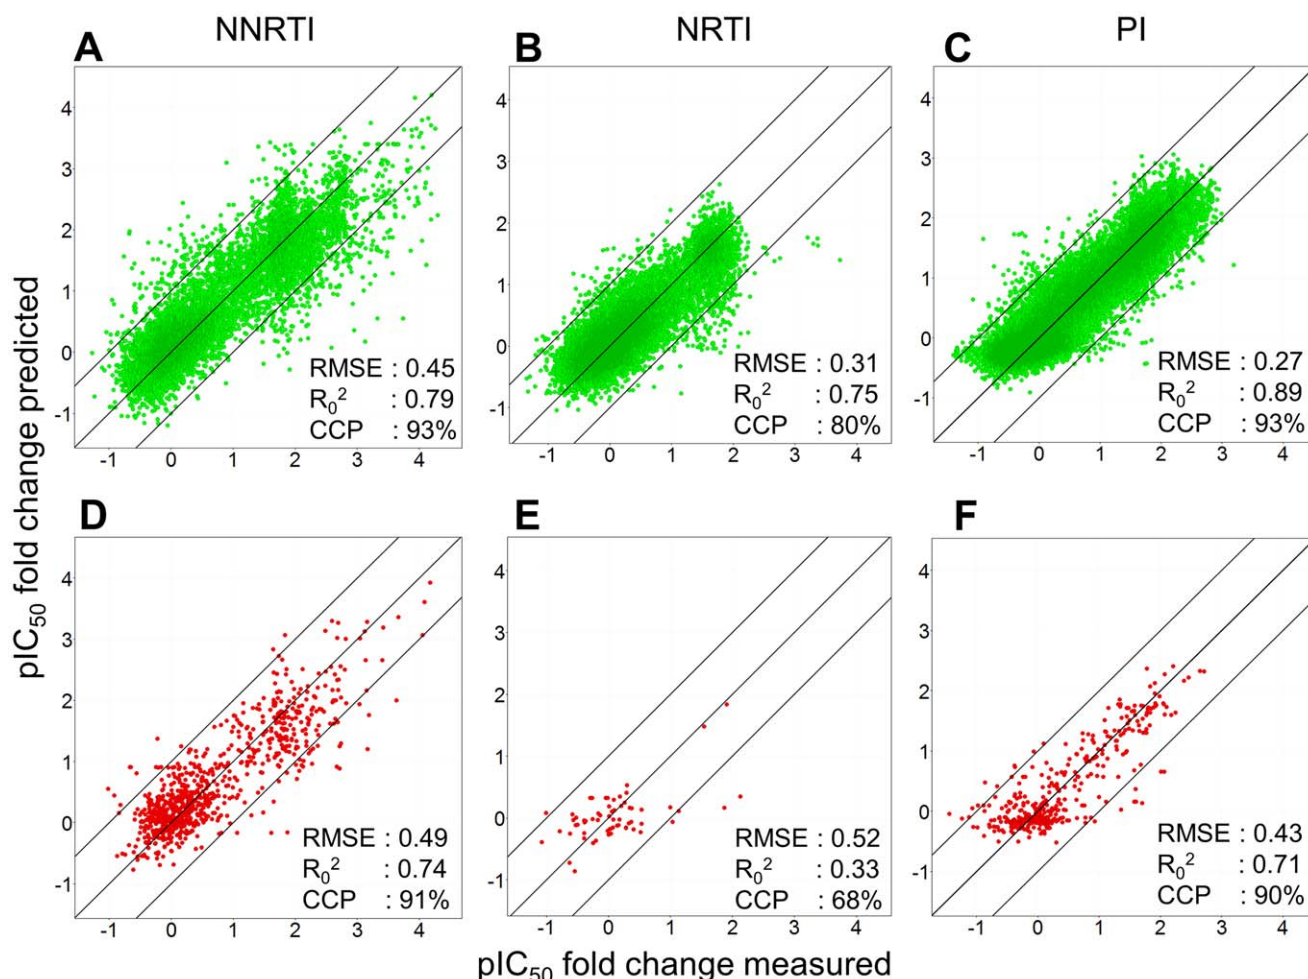 NNRTI
NRTI
PI
A
B
C
4
3
2
1
0
-1
RMSE : 0.45
R₀² : 0.79
CCP : 93%
-1 0 1 2 3 4
4
3
2
1
0
-1
RMSE : 0.31
R₀² : 0.75
CCP : 80%
-1 0 1 2 3 4
4
3
2
1
0
-1
RMSE : 0.27
R₀² : 0.89
CCP : 93%
-1 0 1 2 3 4
pIC₅₀ fold change predicted
D
E
F
4
3
2
1
0
-1
RMSE : 0.49
R₀² : 0.74
CCP : 91%
-1 0 1 2 3 4
4
3
2
1
0
-1
RMSE : 0.52
R₀² : 0.33
CCP : 68%
-1 0 1 2 3 4
4
3
2
1
0
-1
RMSE : 0.43
R₀² : 0.71
CCP : 90%
-1 0 1 2 3 4
pIC₅₀ fold change measured